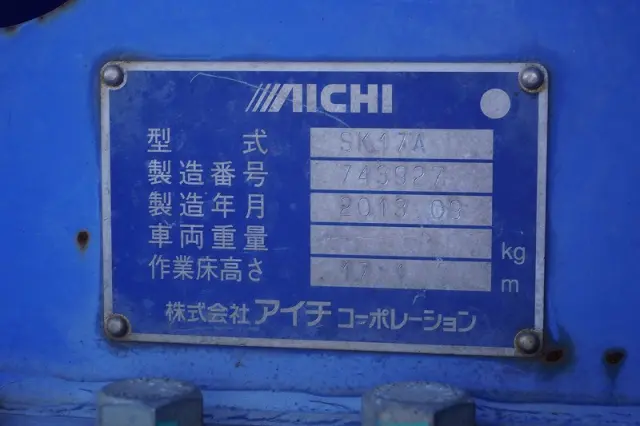 AICHI
型式 SK17A
製造番号 745927
製造年月 2013 03
車両重量 kg
作業床高さ m
株式会社 アイチ コーポレーション